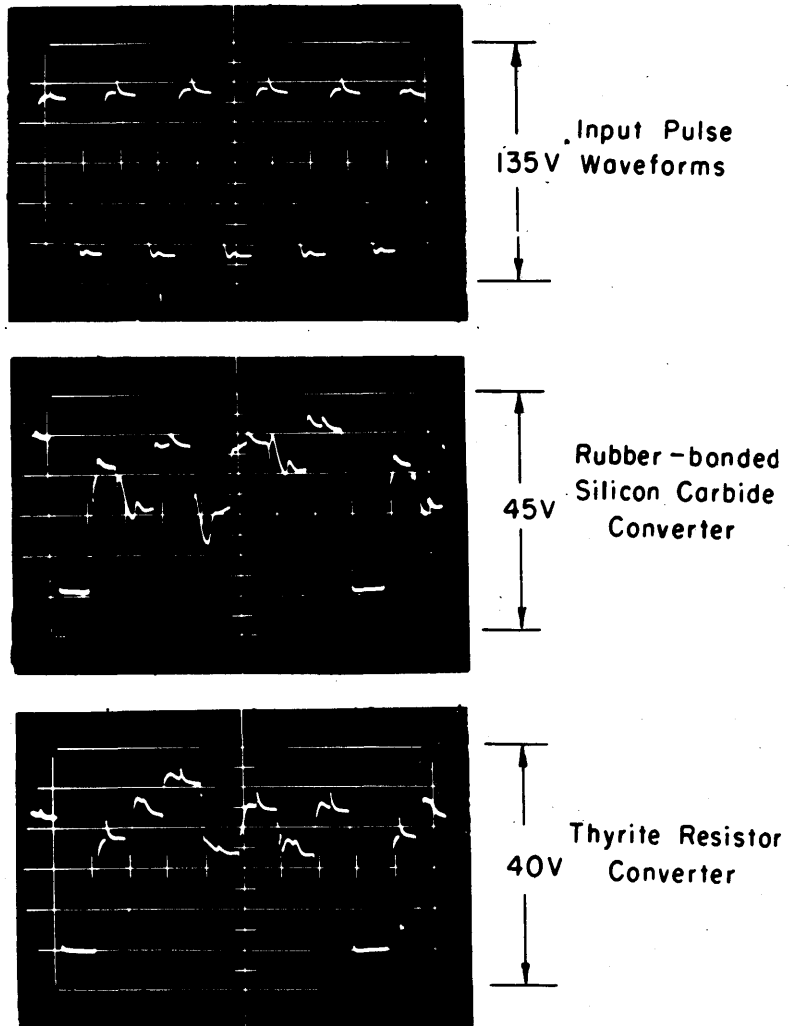 135V
Input Pulse
Waveforms
45V
Rubber-bonded
Silicon Carbide
Converter
40V
Thyrite Resistor
Converter